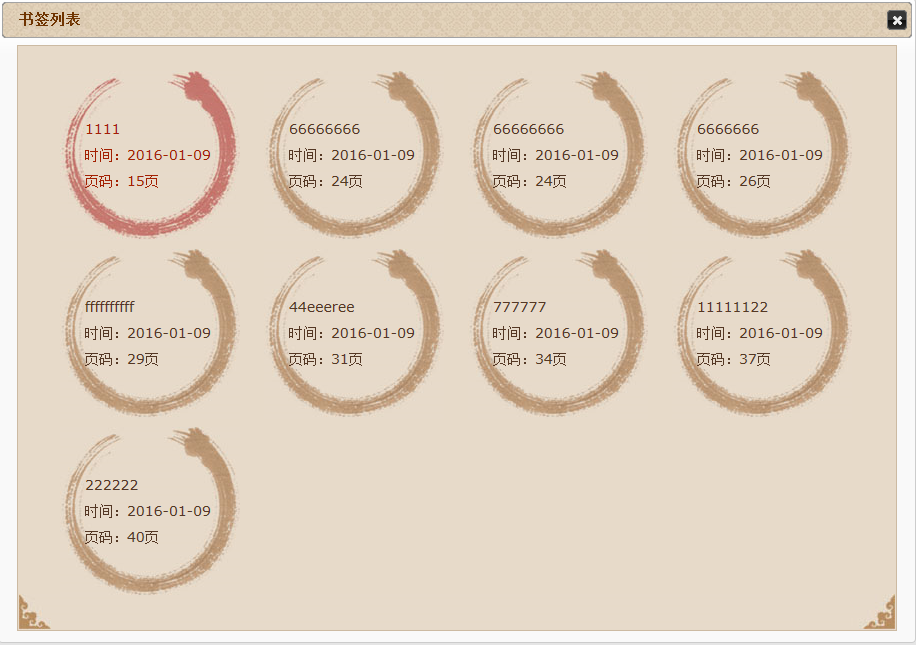 书签列表
1111
时间：2016-01-09
页码：15页
66666666
时间：2016-01-09
页码：24页
66666666
时间：2016-01-09
页码：24页
6666666
时间：2016-01-09
页码：26页
ffffffffff
时间：2016-01-09
页码：29页
44eeeree
时间：2016-01-09
页码：31页
777777
时间：2016-01-09
页码：34页
11111122
时间：2016-01-09
页码：37页
222222
时间：2016-01-09
页码：40页